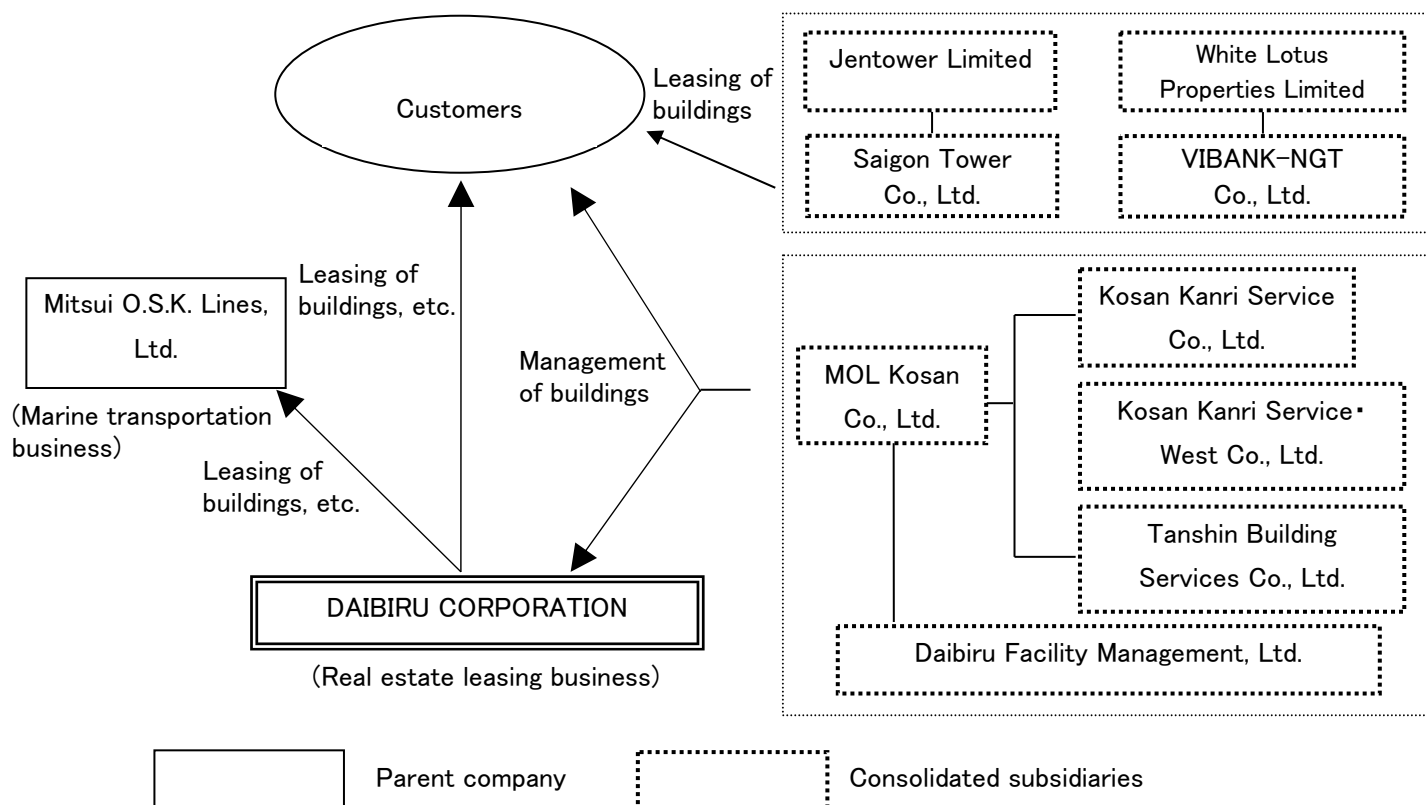 Customers
Leasing of
buildings
Jentower Limited
White Lotus
Properties Limited
Saigon Tower
Co., Ltd.
VIBANK-NGT
Co., Ltd.
Mitsui O.S.K. Lines,
Ltd.
(Marine transportation
business)
Leasing of
buildings, etc.
Leasing of
buildings, etc.
Management
of buildings
MOL Kosan
Co., Ltd.
Kosan Kanri Service
Co., Ltd.
Kosan Kanri Service・
West Co., Ltd.
Tanshin Building
Services Co., Ltd.
Daibiru Facility Management, Ltd.
DAIBIRU CORPORATION
(Real estate leasing business)
Parent company
Consolidated subsidiaries